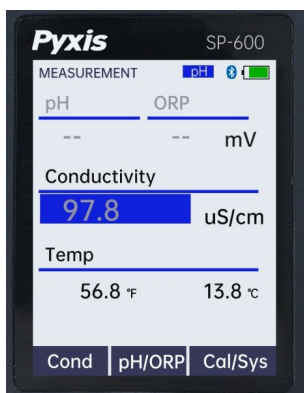 Pyxis SP-600
MEASUREMENT pH
pH ORP
-- -- mV
Conductivity
97.8 uS/cm
Temp
56.8 °F 13.8 °C
Cond pH/ORP Cal/Sys